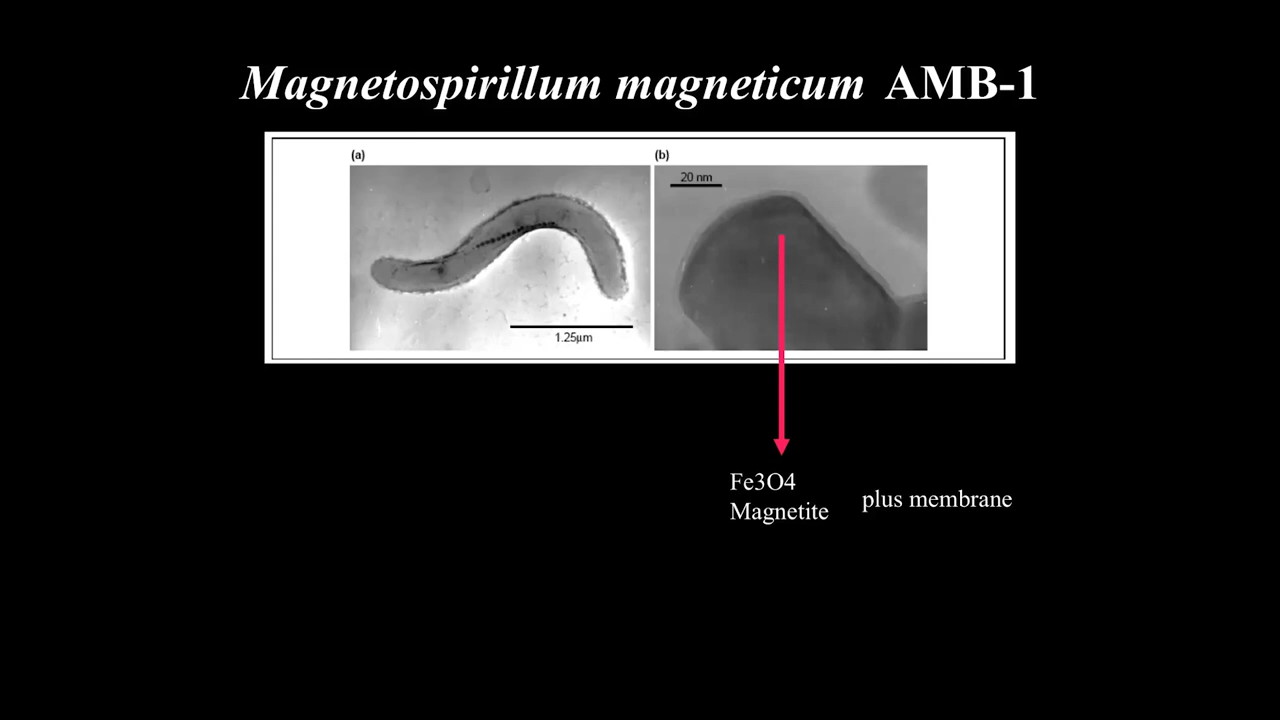 Magnetospirillum magneticum AMB-1
(a)
(b)
20 nm
1.25µm
Fe3O4
Magnetite
plus membrane